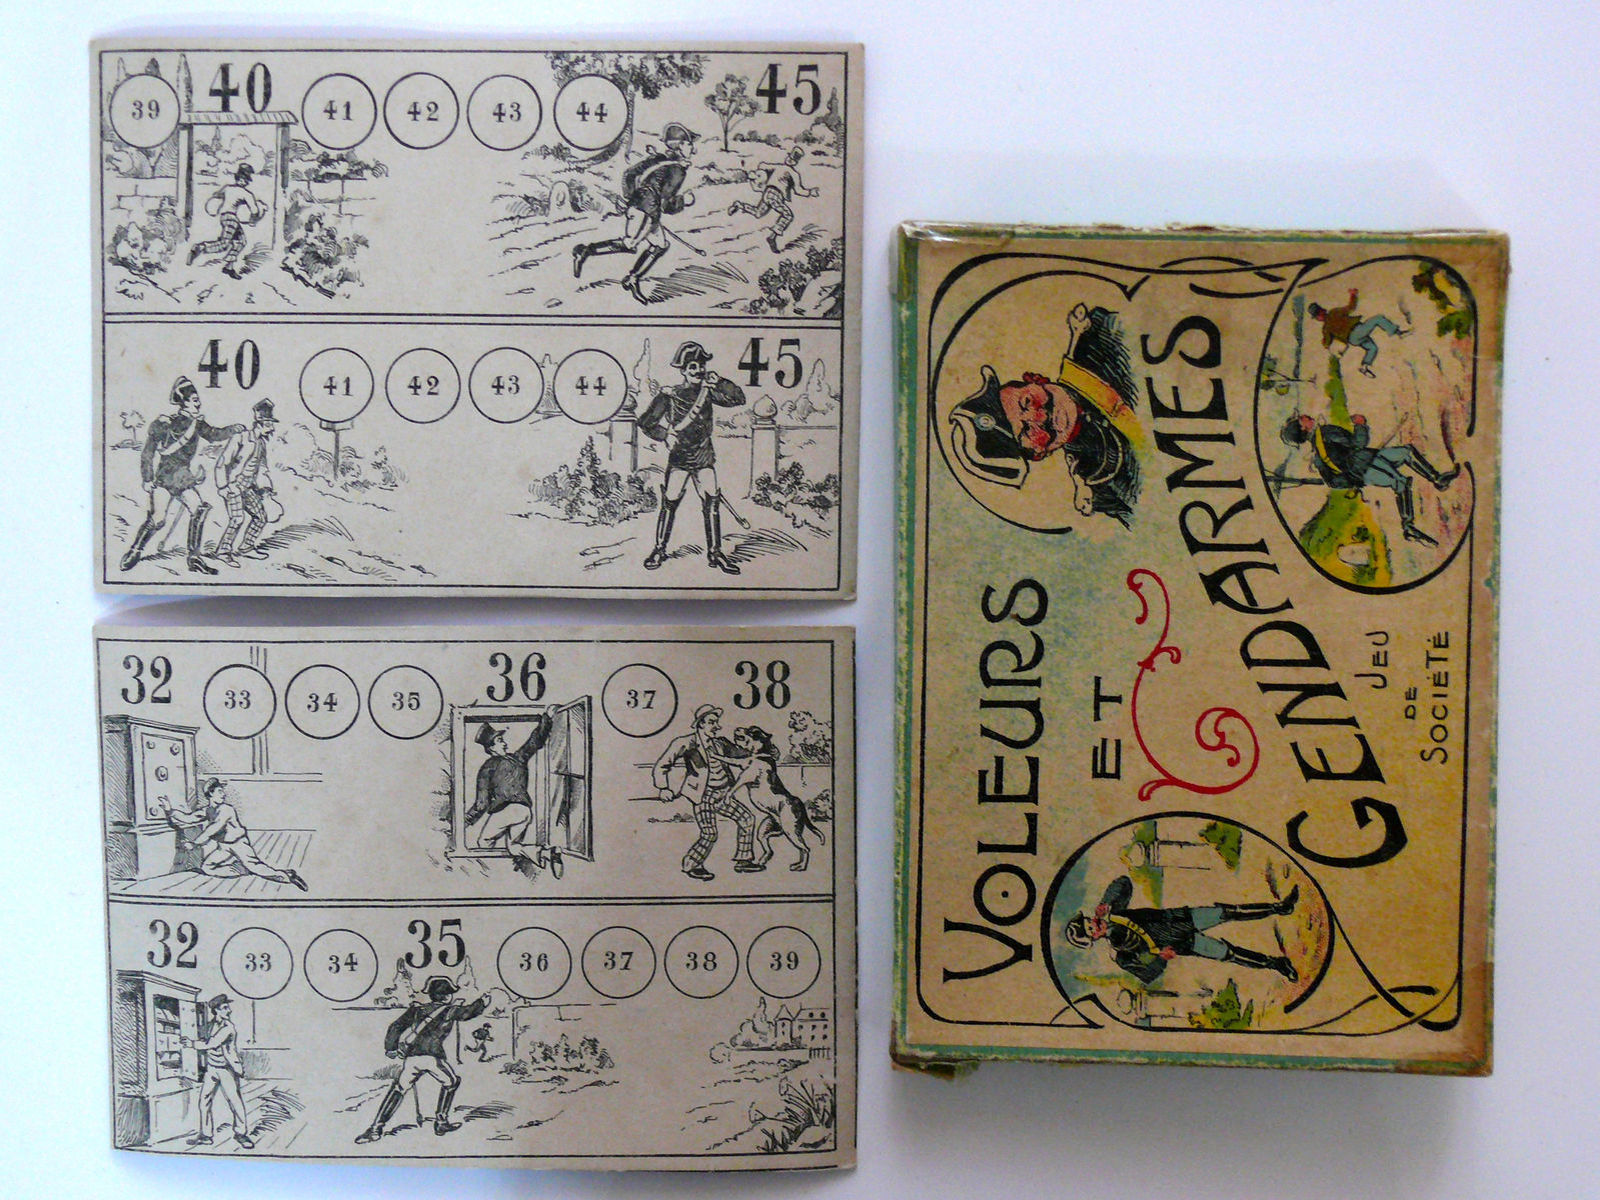 39 40 41 42 43 44 45
40 41 42 43 44 45
32 33 34 35 36 37 38
32 33 34 35 36 37 38 39
VOLEURS
ET
GENDARMES
JEU
DE
SOCIÉTÉ